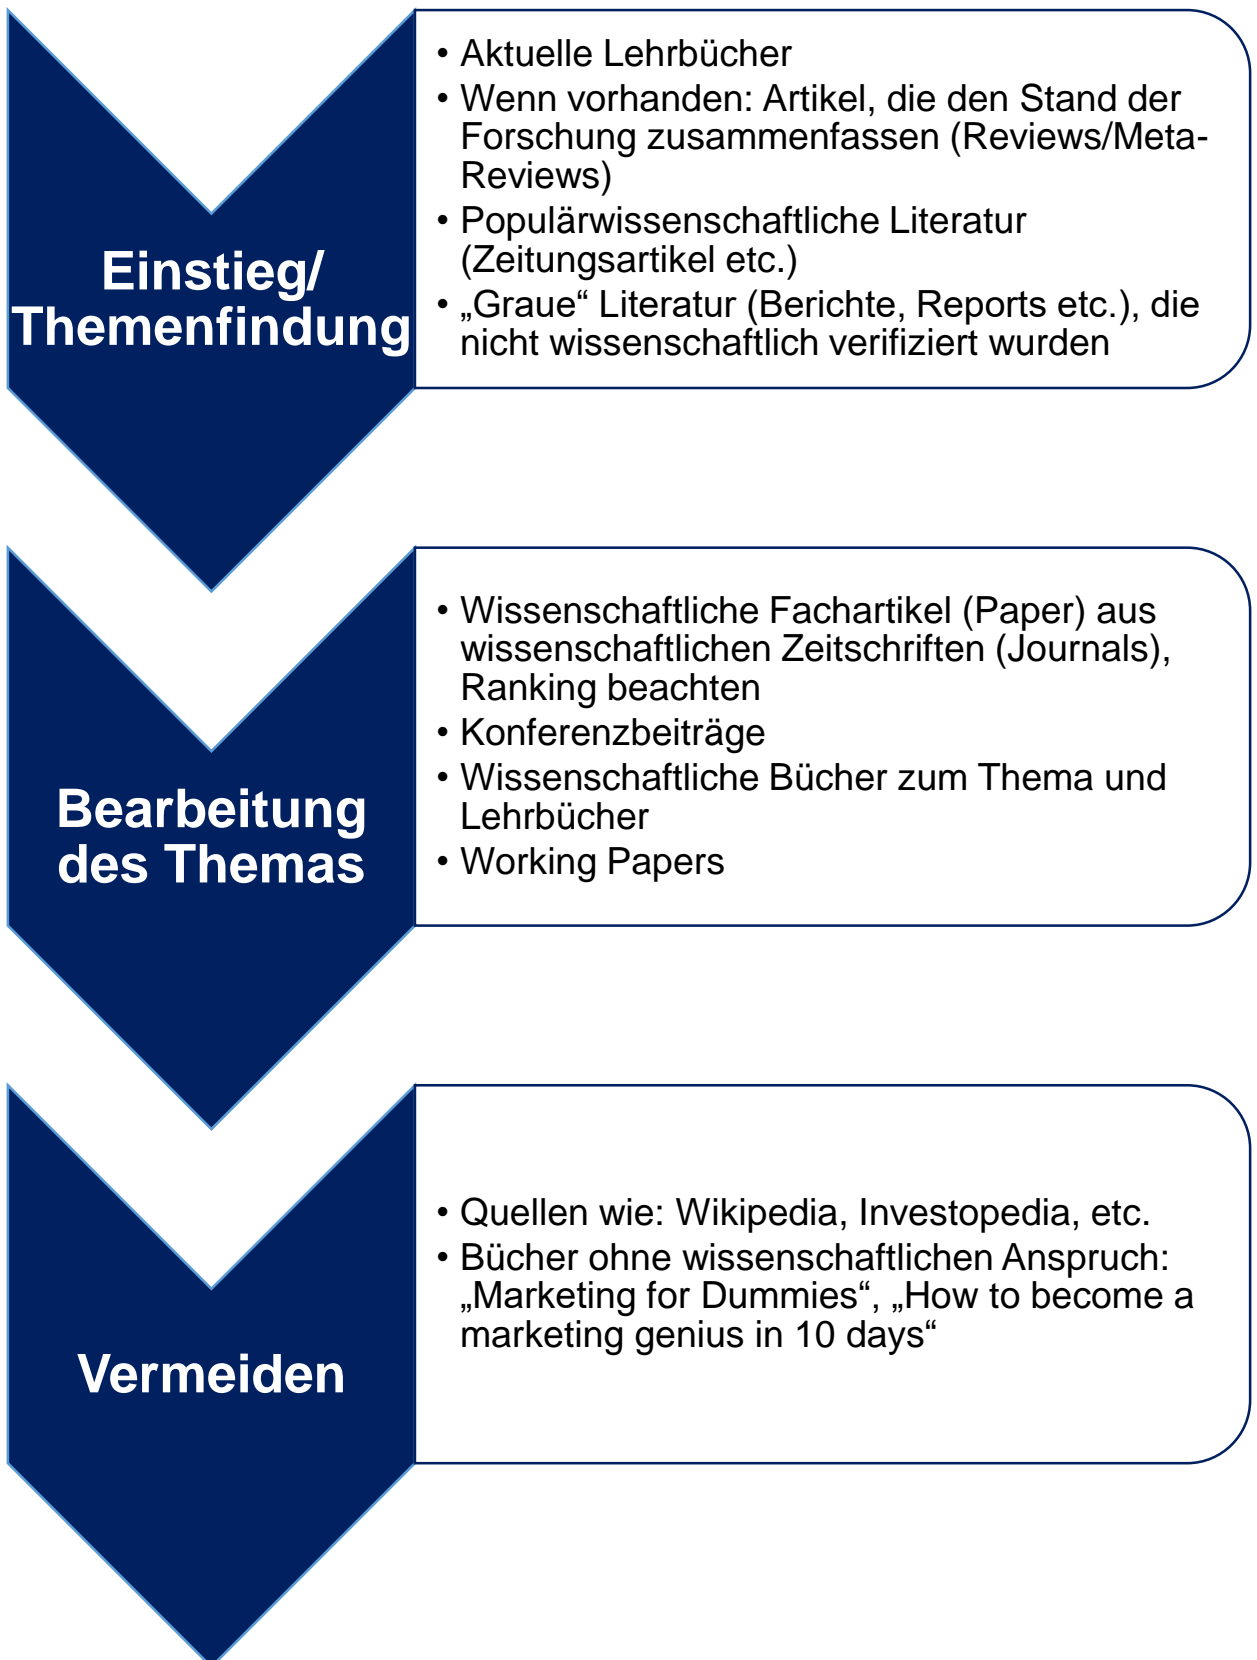 Einstieg/
Themenfindung
• Aktuelle Lehrbücher
• Wenn vorhanden: Artikel, die den Stand der
Forschung zusammenfassen (Reviews/Meta-
Reviews)
• Populärwissenschaftliche Literatur
(Zeitungsartikel etc.)
• „Graue“ Literatur (Berichte, Reports etc.), die
nicht wissenschaftlich verifiziert wurden
Bearbeitung
des Themas
• Wissenschaftliche Fachartikel (Paper) aus
wissenschaftlichen Zeitschriften (Journals),
Ranking beachten
• Konferenzbeiträge
• Wissenschaftliche Bücher zum Thema und
Lehrbücher
• Working Papers
Vermeiden
• Quellen wie: Wikipedia, Investopedia, etc.
• Bücher ohne wissenschaftlichen Anspruch:
„Marketing for Dummies“, „How to become a
marketing genius in 10 days“